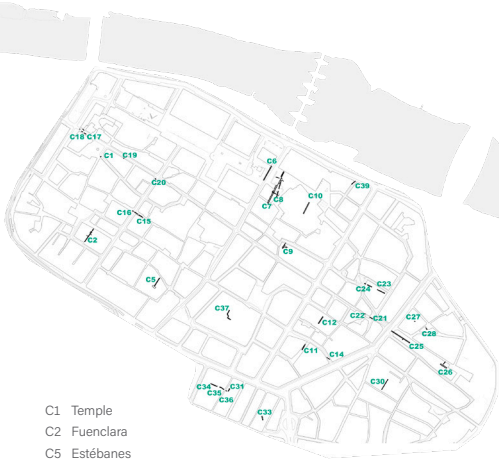 C6
C18 C17
C1 C19
C20
C39
C10
C8
C7
C16
C15
C2
C9
C5
C23
C24
C37
C12
C22 C21
C27
C28
C25
C11
C14
C26
C30
C34 C31
C35
C36
C33
C1 Temple
C2 Fuenclara
C5 Estébanes